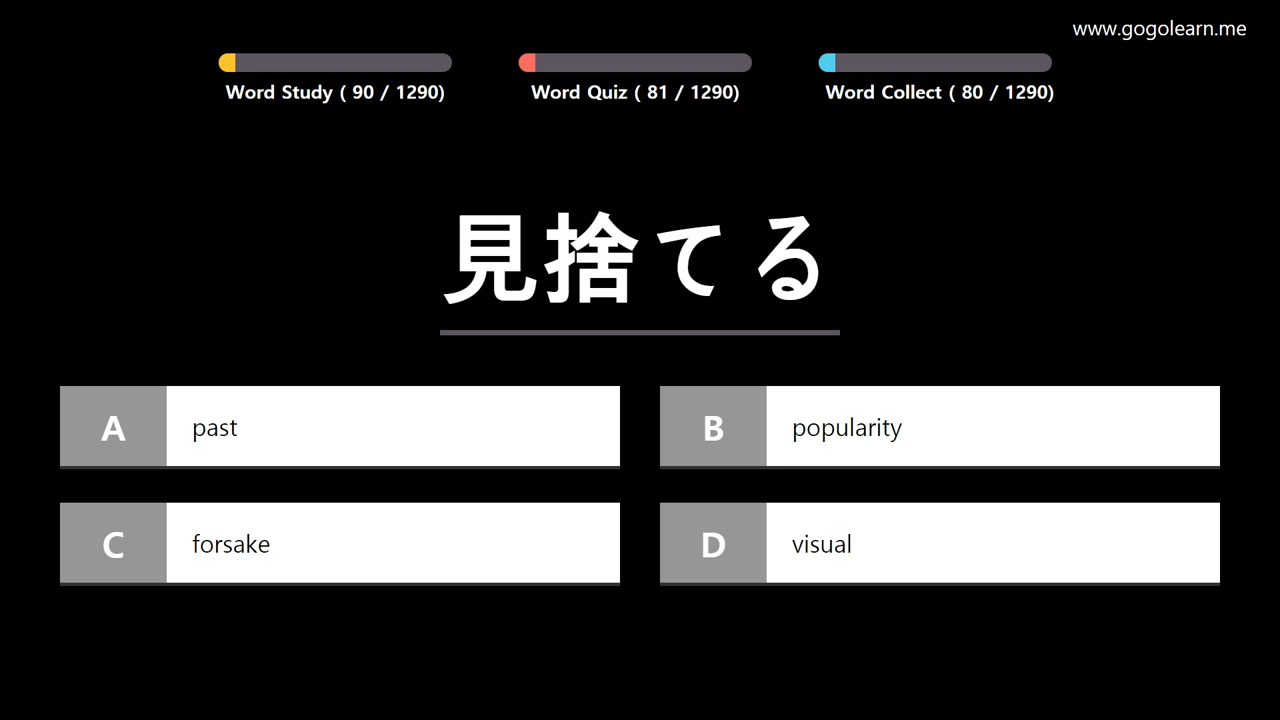 www.gogolearn.me
Word Study ( 90 / 1290)
Word Quiz ( 81 / 1290)
Word Collect ( 80 / 1290)
見捨てる
A past
B popularity
C forsake
D visual